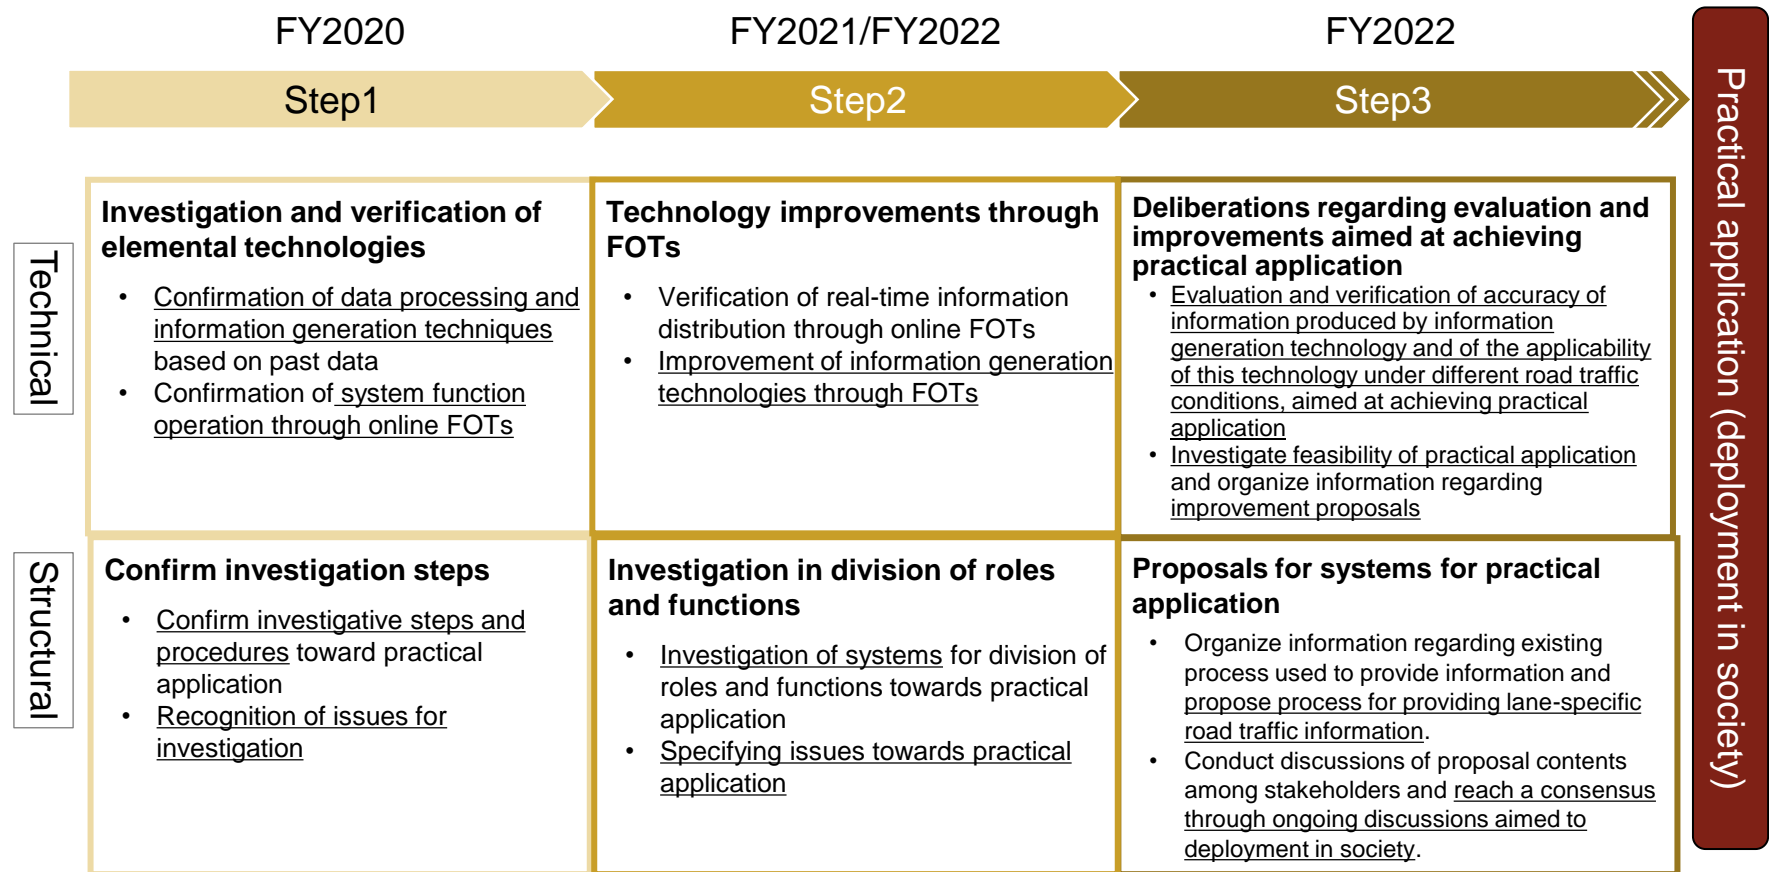 FY2020
FY2021/FY2022
FY2022
Step1
Step2
Step3
Technical
Investigation and verification of
elemental technologies
• Confirmation of data processing and
information generation techniques
based on past data
• Confirmation of system function
operation through online FOTs
Technology improvements through
FOTs
• Verification of real-time information
distribution through online FOTs
• Improvement of information generation
technologies through FOTs
Deliberations regarding evaluation and
improvements aimed at achieving
practical application
• Evaluation and verification of accuracy of
information produced by information
generation technology and of the applicability
of this technology under different road traffic
conditions, aimed at achieving practical
application
• Investigate feasibility of practical application
and organize information regarding
improvement proposals
Structural
Confirm investigation steps
• Confirm investigative steps and
procedures toward practical
application
• Recognition of issues for
investigation
Investigation in division of roles
and functions
• Investigation of systems for division of
roles and functions towards practical
application
• Specifying issues towards practical
application
Proposals for systems for practical
application
• Organize information regarding existing
process used to provide information and
propose process for providing lane-specific
road traffic information.
• Conduct discussions of proposal contents
among stakeholders and reach a consensus
through ongoing discussions aimed to
deployment in society.
Practical application (deployment in society)